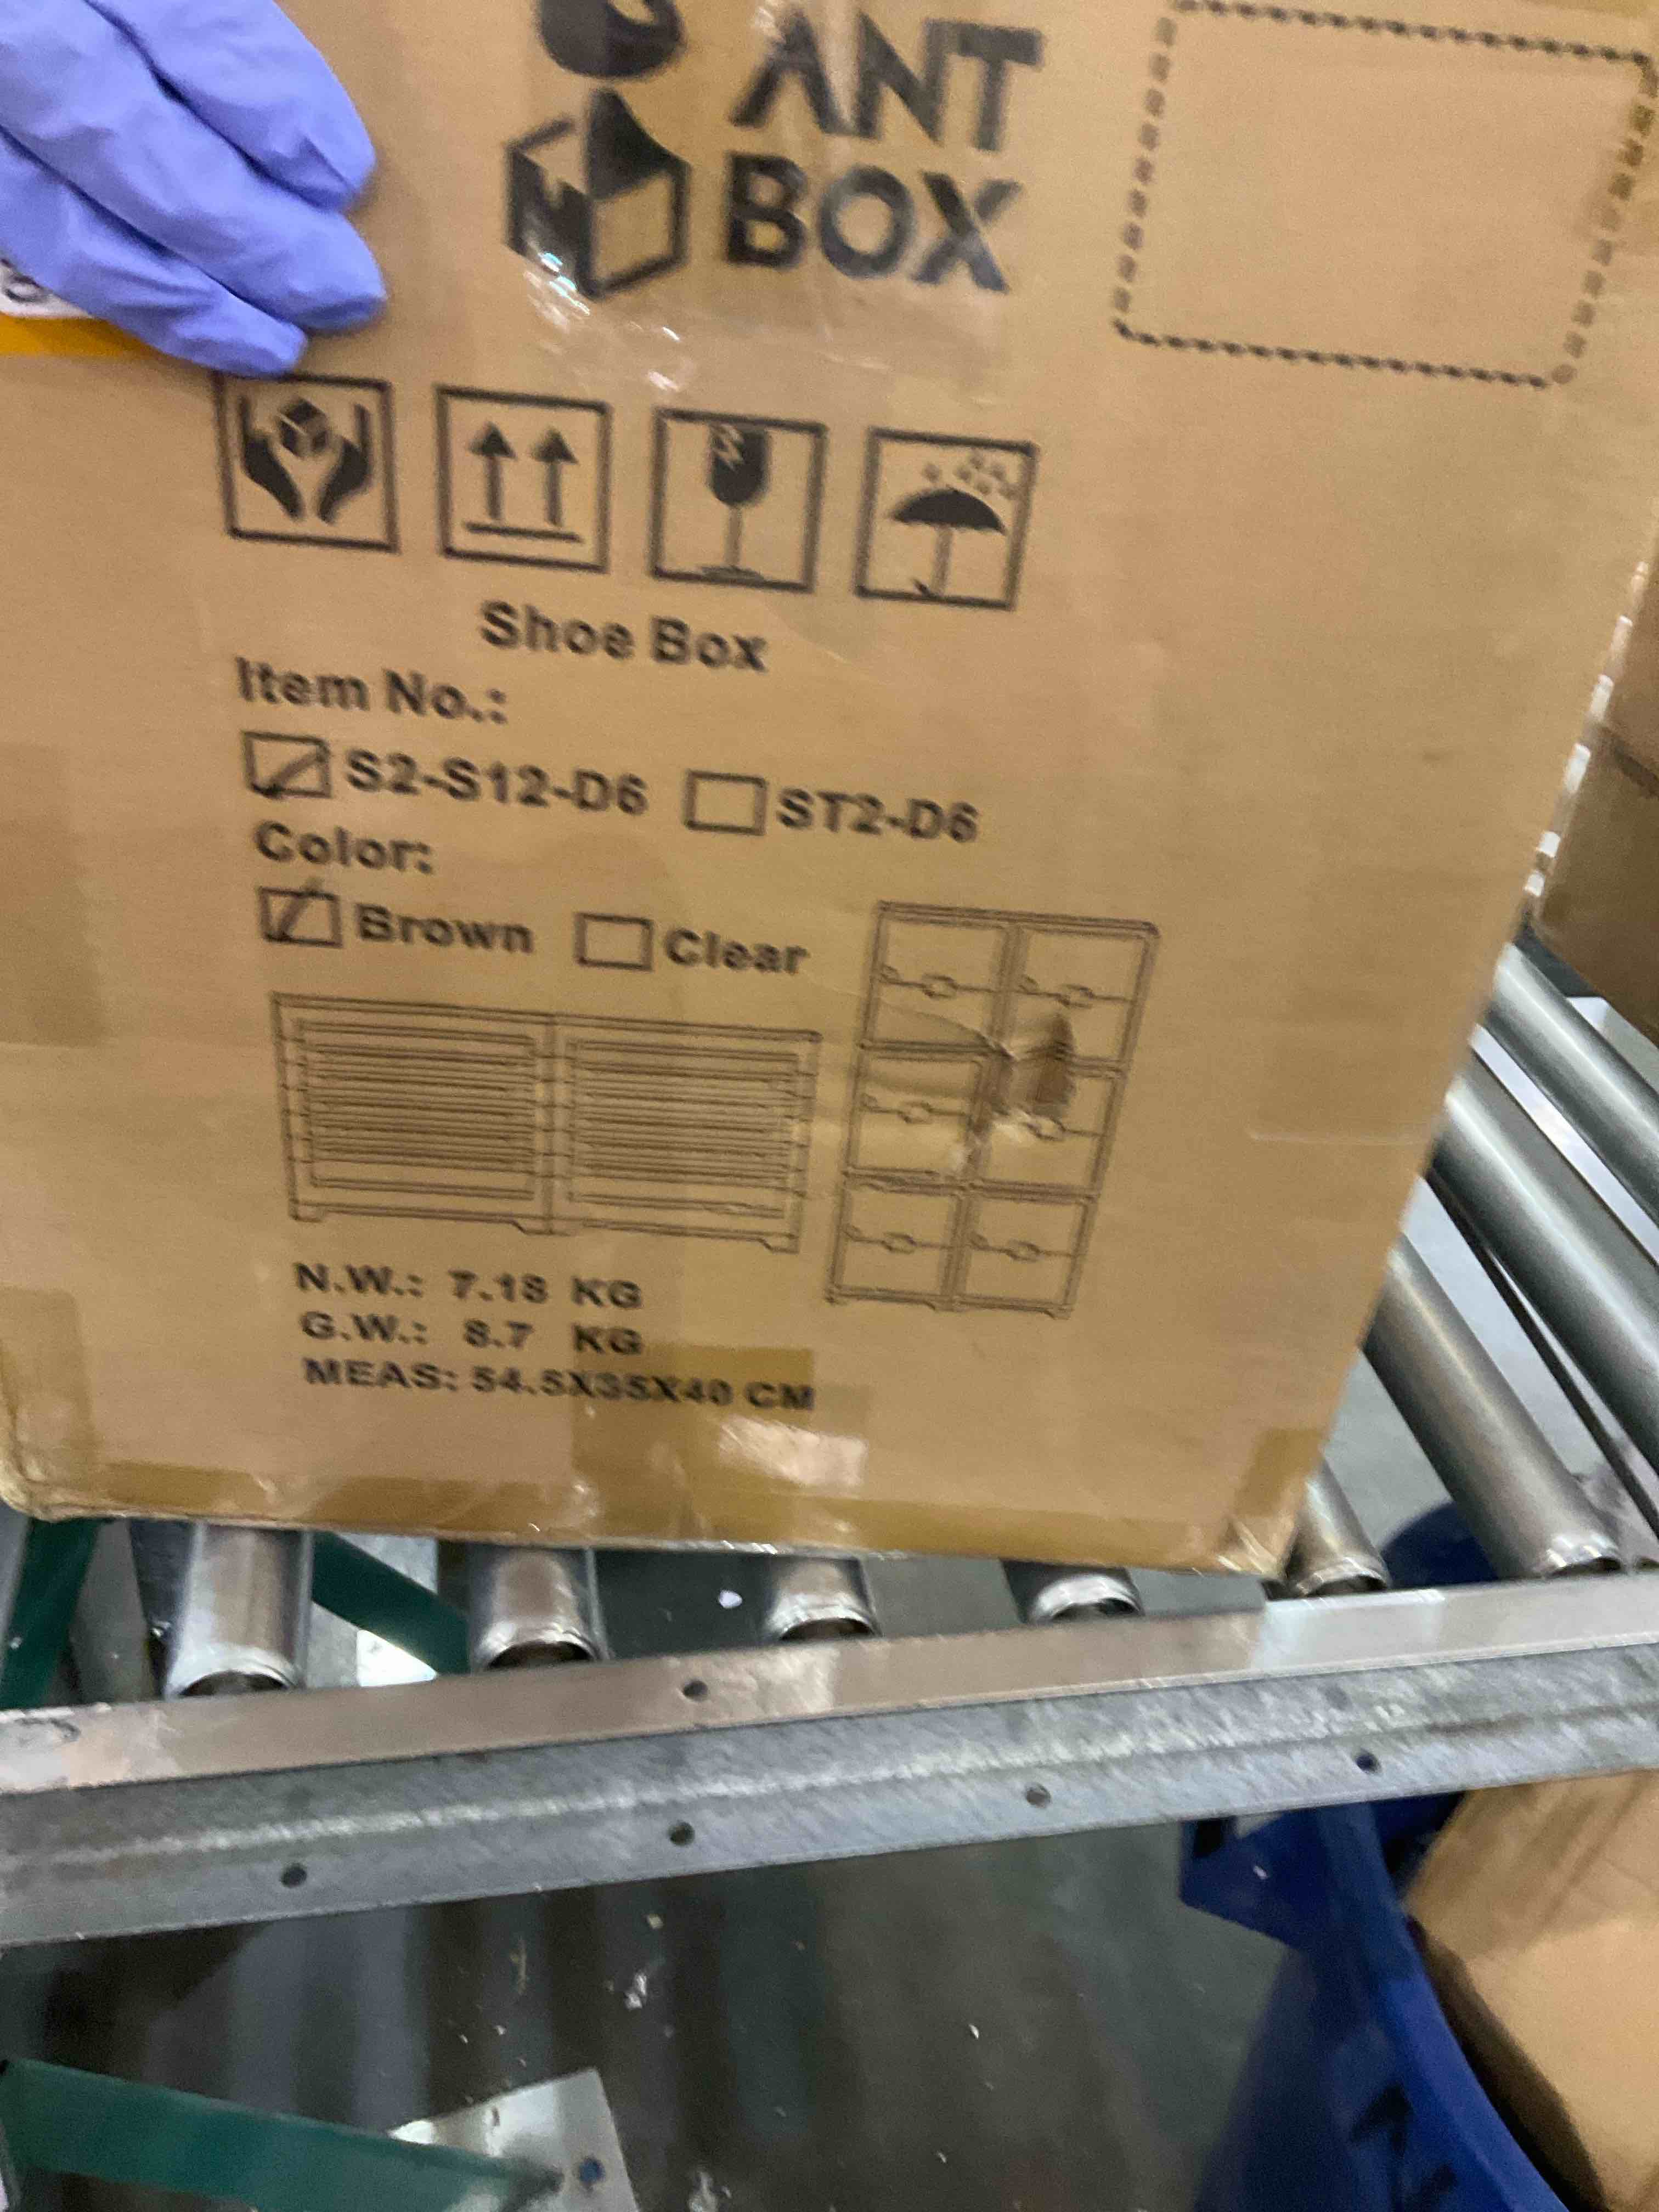 ANT
BOX
Shoe Box
Item No.:
S2-S12-D6 ST2-D6
Color:
Brown Clear
N.W.: 7.18 KG
G.W.: 8.7 KG
MEAS: 54.5X35X40 CM